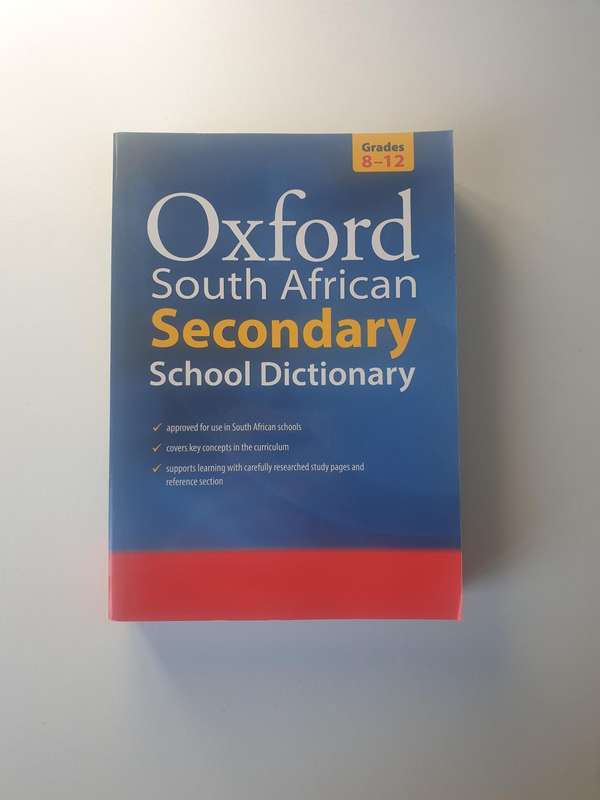 Grades
8–12
Oxford
South African
Secondary
School Dictionary
✓ approved for use in South African schools
✓ covers key concepts in the curriculum
✓ supports learning with carefully researched study pages and
reference section